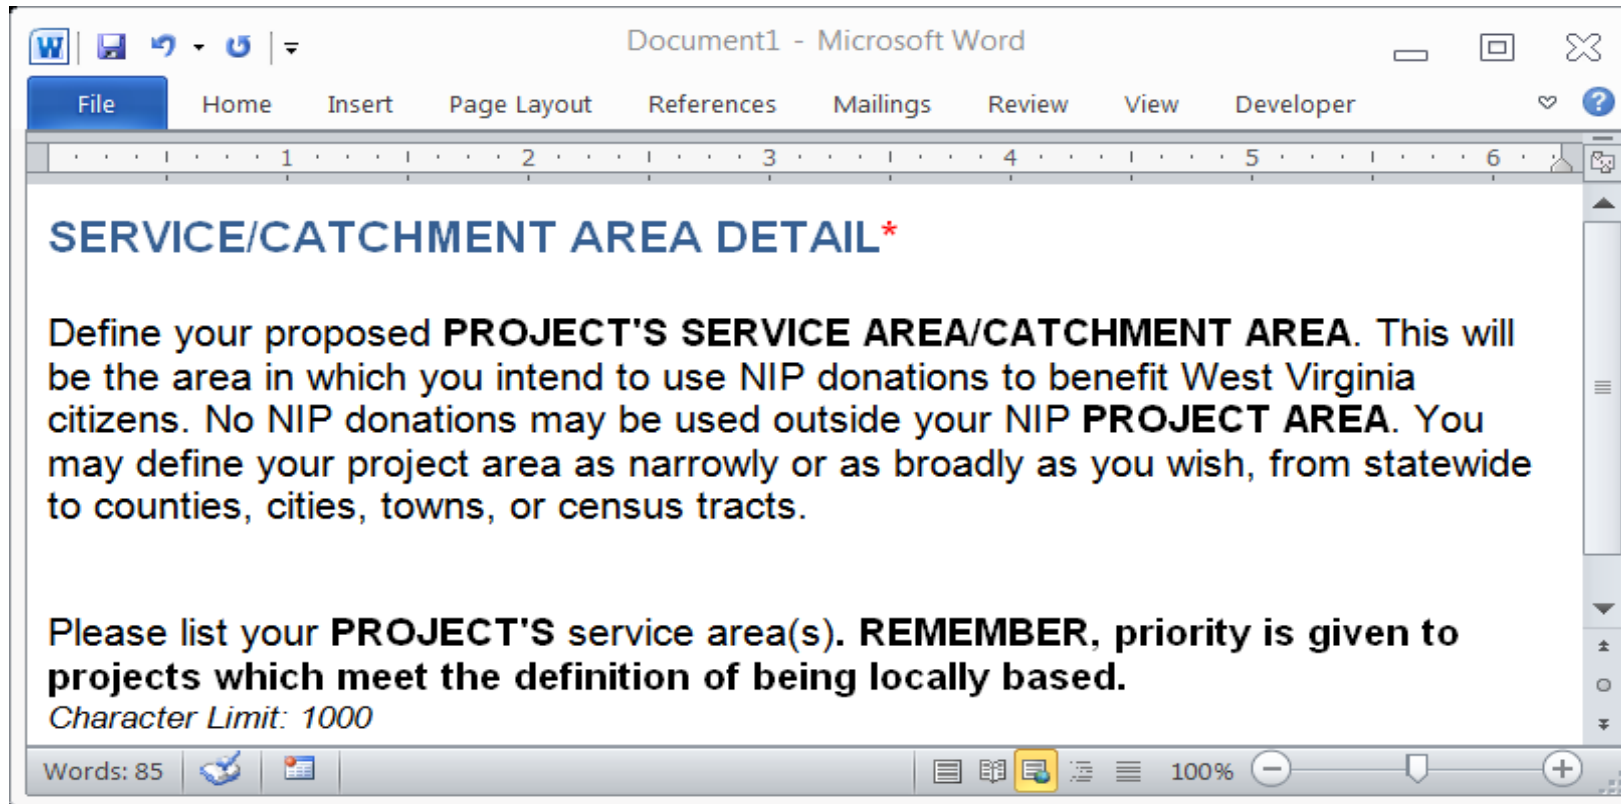 Document1 - Microsoft Word
File Home Insert Page Layout References Mailings Review View Developer
1 2 3 4 5 6
SERVICE/CATCHMENT AREA DETAIL*
Define your proposed PROJECT'S SERVICE AREA/CATCHMENT AREA. This will
be the area in which you intend to use NIP donations to benefit West Virginia
citizens. No NIP donations may be used outside your NIP PROJECT AREA. You
may define your project area as narrowly or as broadly as you wish, from statewide
to counties, cities, towns, or census tracts.
Please list your PROJECT'S service area(s). REMEMBER, priority is given to
projects which meet the definition of being locally based.
Character Limit: 1000
Words: 85 100%